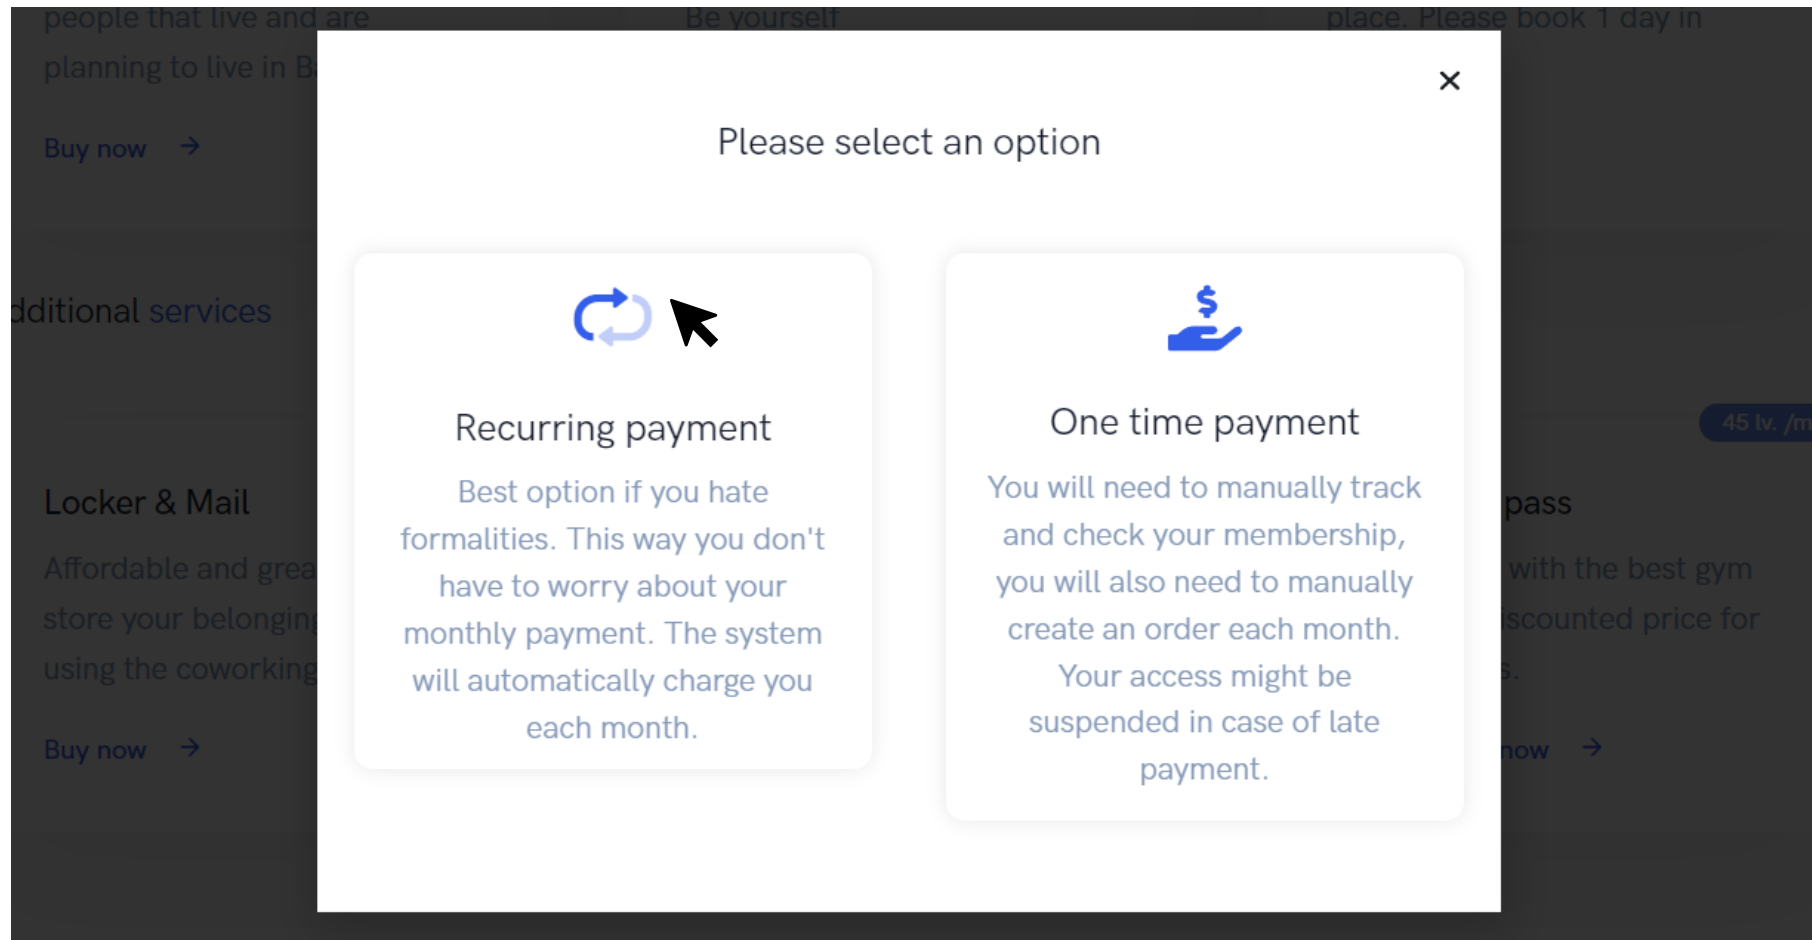 people that live and are
planning to live in
Buy now
Be yourself
place. Please book 1 day in
Please select an option
Recurring payment
Best option if you hate
formalities. This way you don't
have to worry about your
monthly payment. The system
will automatically charge you
each month.
One time payment
You will need to manually track
and check your membership,
you will also need to manually
create an order each month.
Your access might be
suspended in case of late
payment.
services
45 lv.
Locker & Mail
Affordable and
store your
using the coworking
Buy now
pass
with the best gym
price for
now